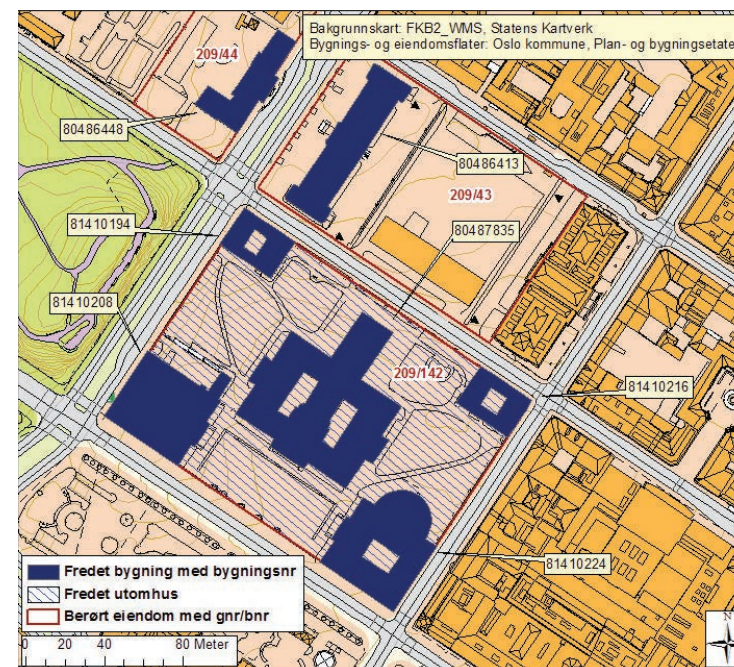 Bakgrunnskart: FKB2_WMS, Statens Kartverk
Bygnings- og eiendomsflater: Oslo kommune, Plan- og bygningsetate
209/44
80486448
80486413
209/43
81410194
80487835
81410208
209/142
81410216
81410224
Fredet bygning med bygningsnr
Fredet utomhus
Berørt eiendom med gnr/bnr
0 20 40 80 Meter
N